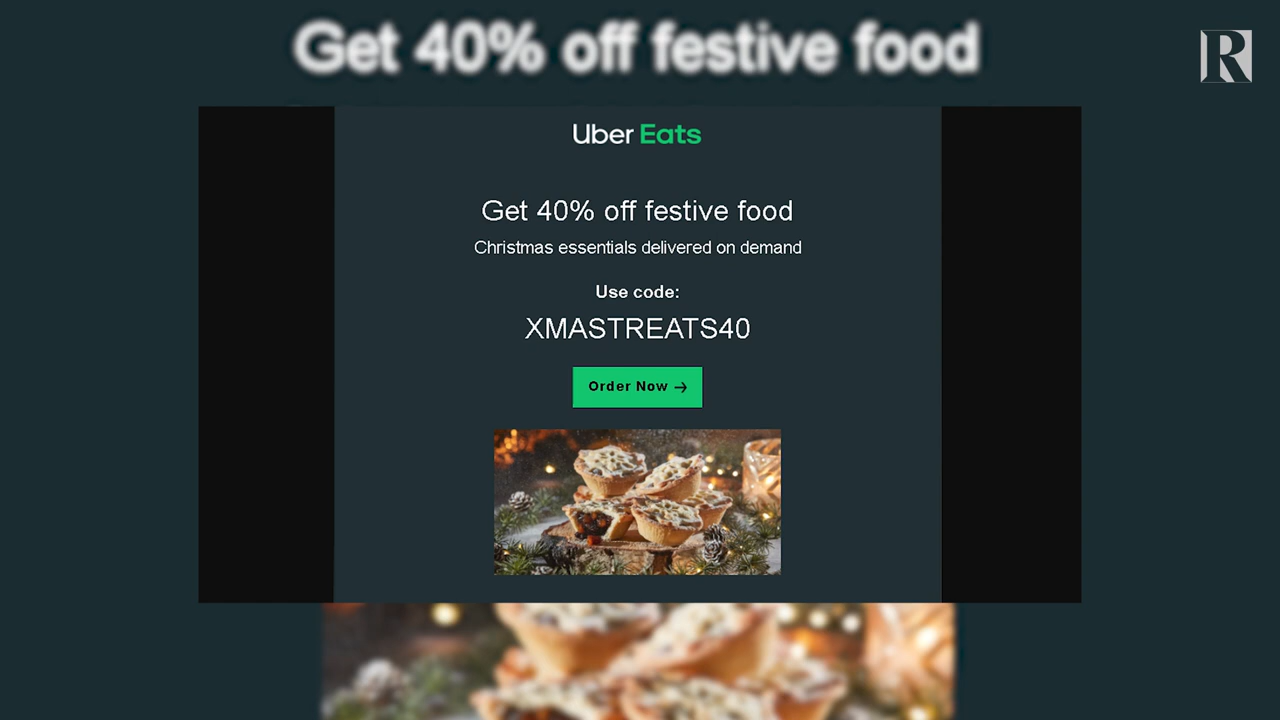 Get 40% off festive food
R
Uber Eats
Get 40% off festive food
Christmas essentials delivered on demand
Use code:
XMASTREATS40
Order Now →